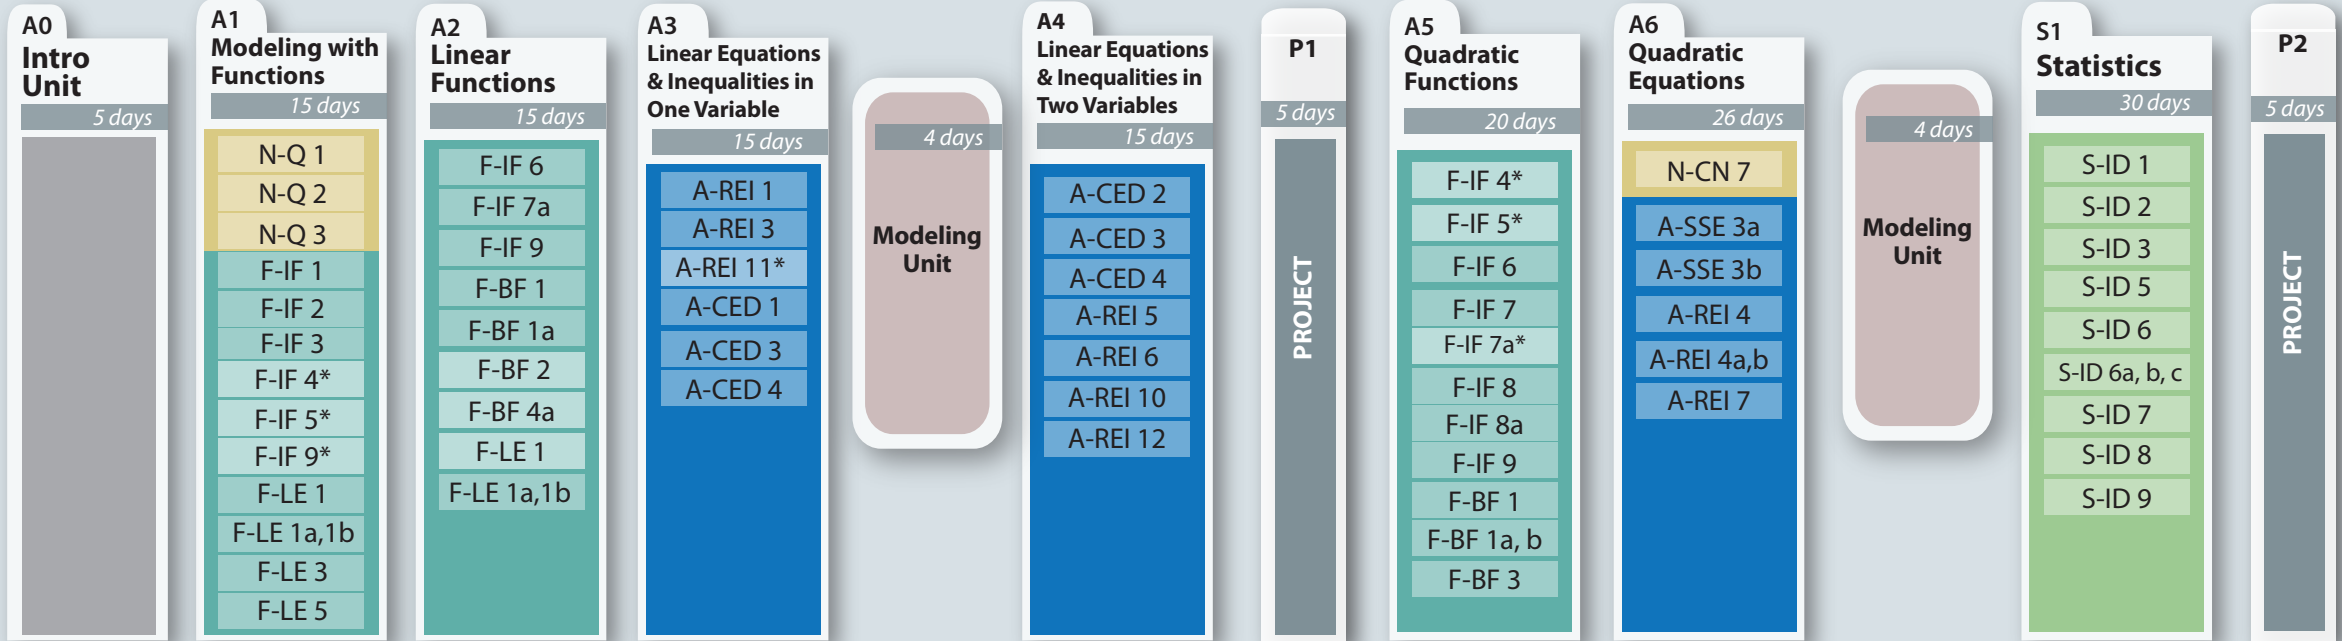 A0
Intro
Unit
5 days
A1
Modeling with
Functions
15 days
N-Q 1
N-Q 2
N-Q 3
F-IF 1
F-IF 2
F-IF 3
F-IF 4*
F-IF 5*
F-IF 9*
F-LE 1
F-LE 1a,1b
F-LE 3
F-LE 5
A2
Linear
Functions
15 days
F-IF 6
F-IF 7a
F-IF 9
F-BF 1
F-BF 1a
F-BF 2
F-BF 4a
F-LE 1
F-LE 1a,1b
A3
Linear Equations
& Inequalities in
One Variable
15 days
A-REI 1
A-REI 3
A-REI 11*
A-CED 1
A-CED 3
A-CED 4
4 days
Modeling
Unit
A4
Linear Equations
& Inequalities in
Two Variables
15 days
A-CED 2
A-CED 3
A-CED 4
A-REI 5
A-REI 6
A-REI 10
A-REI 12
P1
5 days
PROJECT
A5
Quadratic
Functions
20 days
F-IF 4*
F-IF 5*
F-IF 6
F-IF 7
F-IF 7a*
F-IF 8
F-IF 8a
F-IF 9
F-BF 1
F-BF 1a, b
F-BF 3
A6
Quadratic
Equations
26 days
N-CN 7
A-SSE 3a
A-SSE 3b
A-REI 4
A-REI 4a,b
A-REI 7
4 days
Modeling
Unit
S1
Statistics
30 days
S-ID 1
S-ID 2
S-ID 3
S-ID 5
S-ID 6
S-ID 6a, b, c
S-ID 7
S-ID 8
S-ID 9
P2
5 days
PROJECT